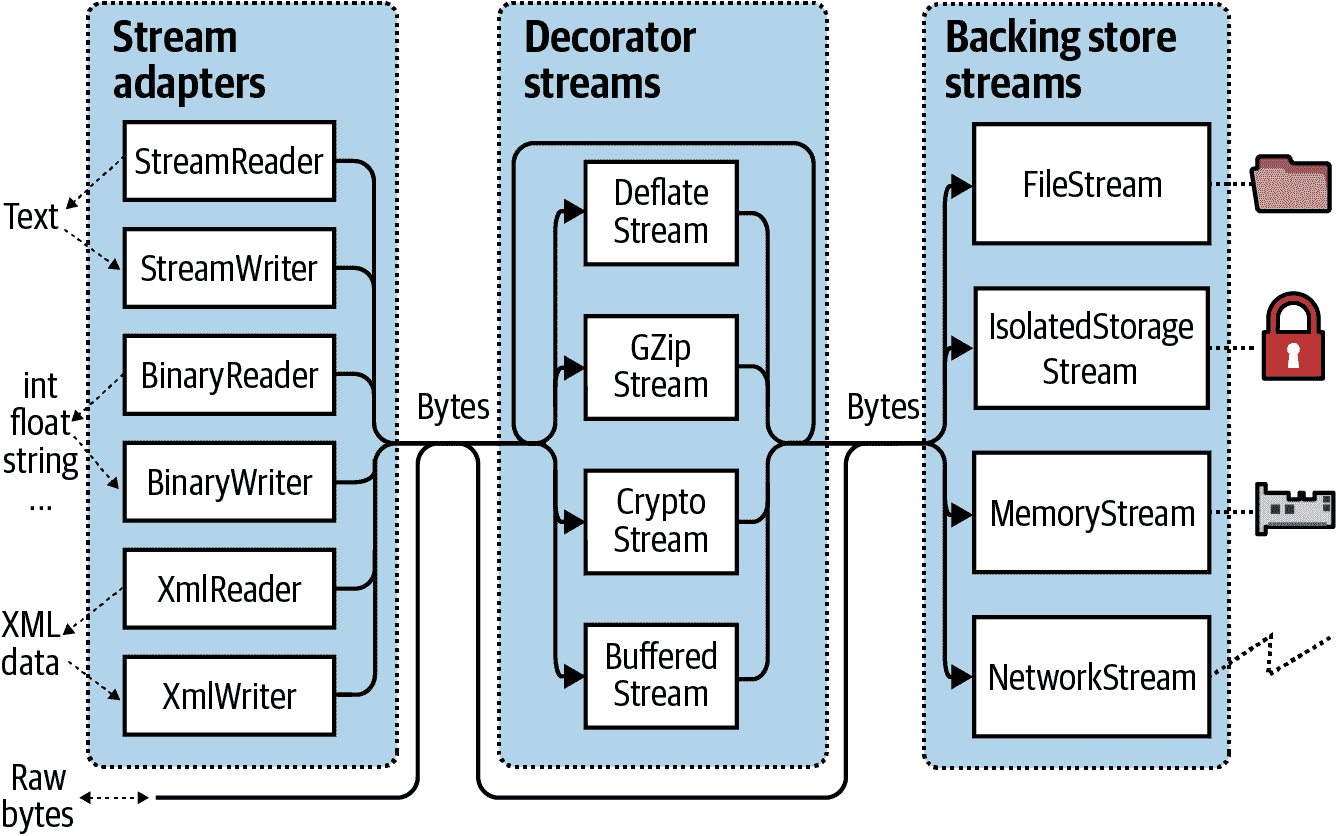 Stream
adapters
StreamReader
Text
StreamWriter
BinaryReader
int
float
string
...
BinaryWriter
XmlReader
XML
data
XmlWriter
Raw
bytes
Bytes
Decorator
streams
Deflate
Stream
GZip
Stream
Crypto
Stream
Buffered
Stream
Bytes
Backing store
streams
FileStream
IsolatedStorage
Stream
MemoryStream
NetworkStream